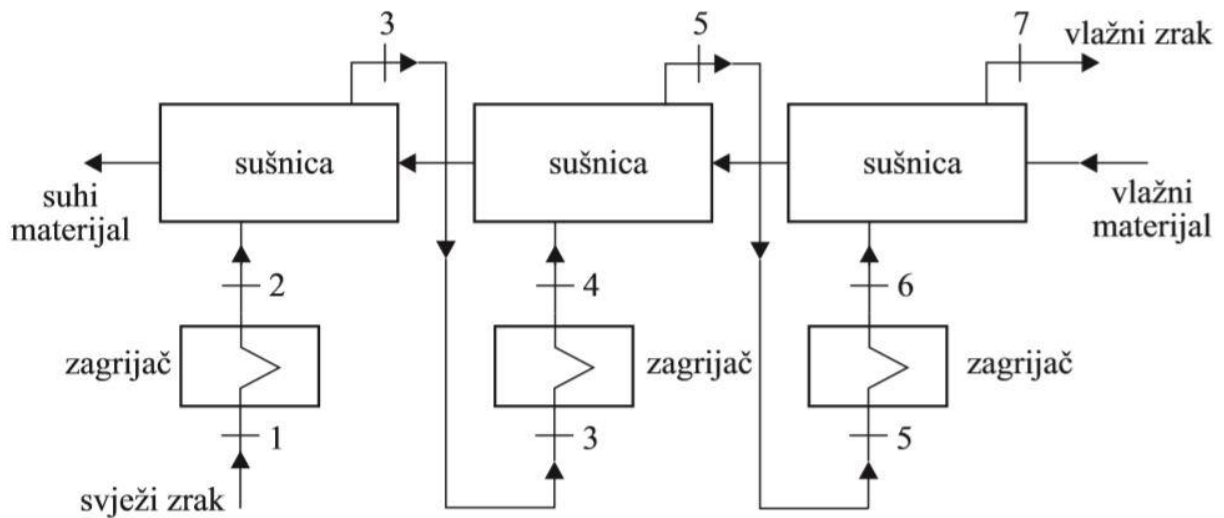 3
5
7
vlažni zrak
sušnica
sušnica
sušnica
suhi
materijal
vlažni
materijal
2
4
6
zagrijač
zagrijač
zagrijač
1
3
5
svježi zrak